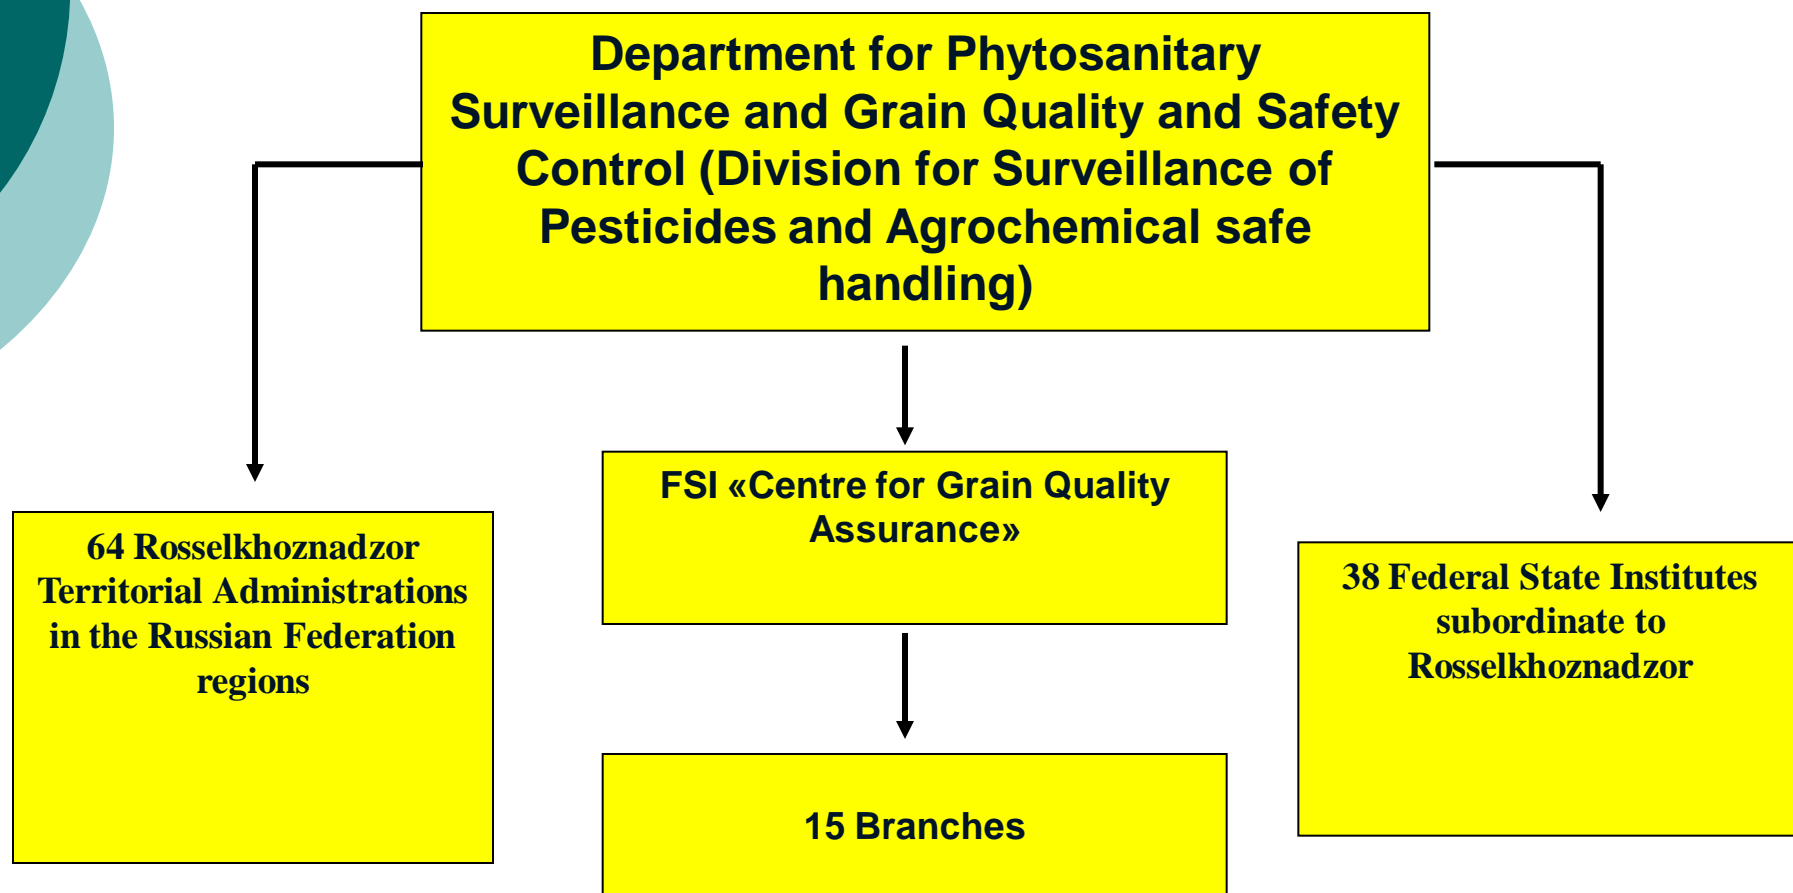 Department for Phytosanitary
Surveillance and Grain Quality and Safety
Control (Division for Surveillance of
Pesticides and Agrochemical safe
handling)
64 Rosselkhoznadzor
Territorial Administrations
in the Russian Federation
regions
FSI «Centre for Grain Quality
Assurance»
15 Branches
38 Federal State Institutes
subordinate to
Rosselkhoznadzor